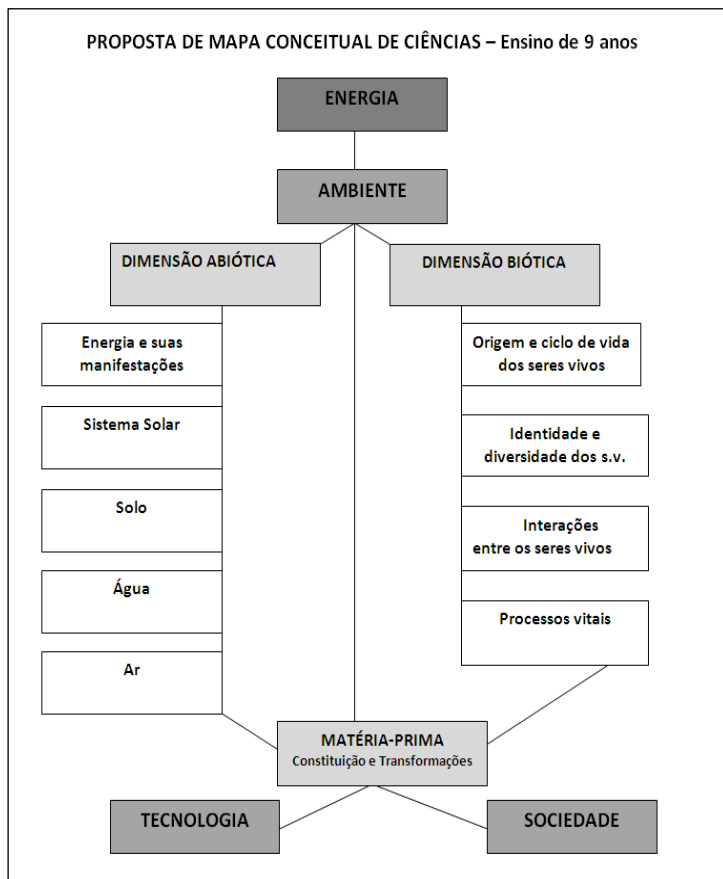 PROPOSTA DE MAPA CONCEITUAL DE CIÊNCIAS – Ensino de 9 anos
ENERGIA
AMBIENTE
DIMENSÃO ABIÓTICA
DIMENSÃO BIÓTICA
Energia e suas
manifestações
Sistema Solar
Solo
Água
Ar
Origem e ciclo de vida
dos seres vivos
Identidade e
diversidade dos s.v.
Interações
entre os seres vivos
Processos vitais
MATÉRIA-PRIMA
Constituição e Transformações
TECNOLOGIA
SOCIEDADE